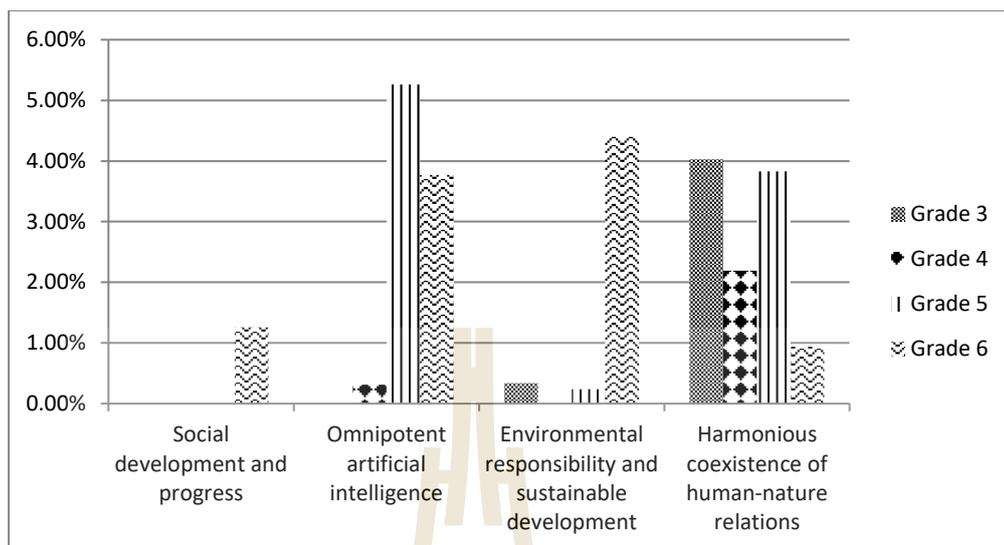 6.00%
5.00%
4.00%
3.00%
2.00%
1.00%
0.00%
Social
development and
progress
Omnipotent
artificial
intelligence
Environmental
responsibility and
sustainable
development
Harmonious
coexistence of
human-nature
relations
Grade 3
Grade 4
Grade 5
Grade 6